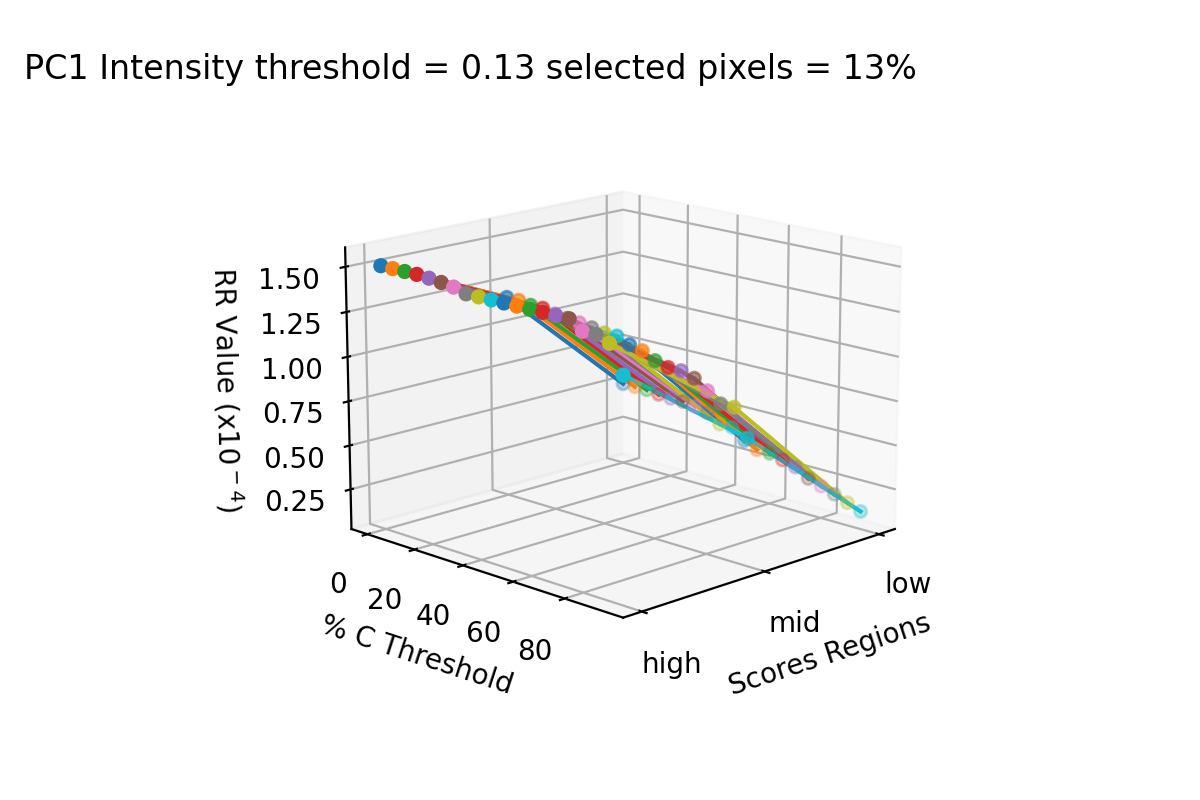 PC1 Intensity threshold = 0.13 selected pixels = 13%
RR Value (x10⁻⁴)
1.50
1.25
1.00
0.75
0.50
0.25
0
20
40
60
80
% C Threshold
high
mid
low
Scores Regions